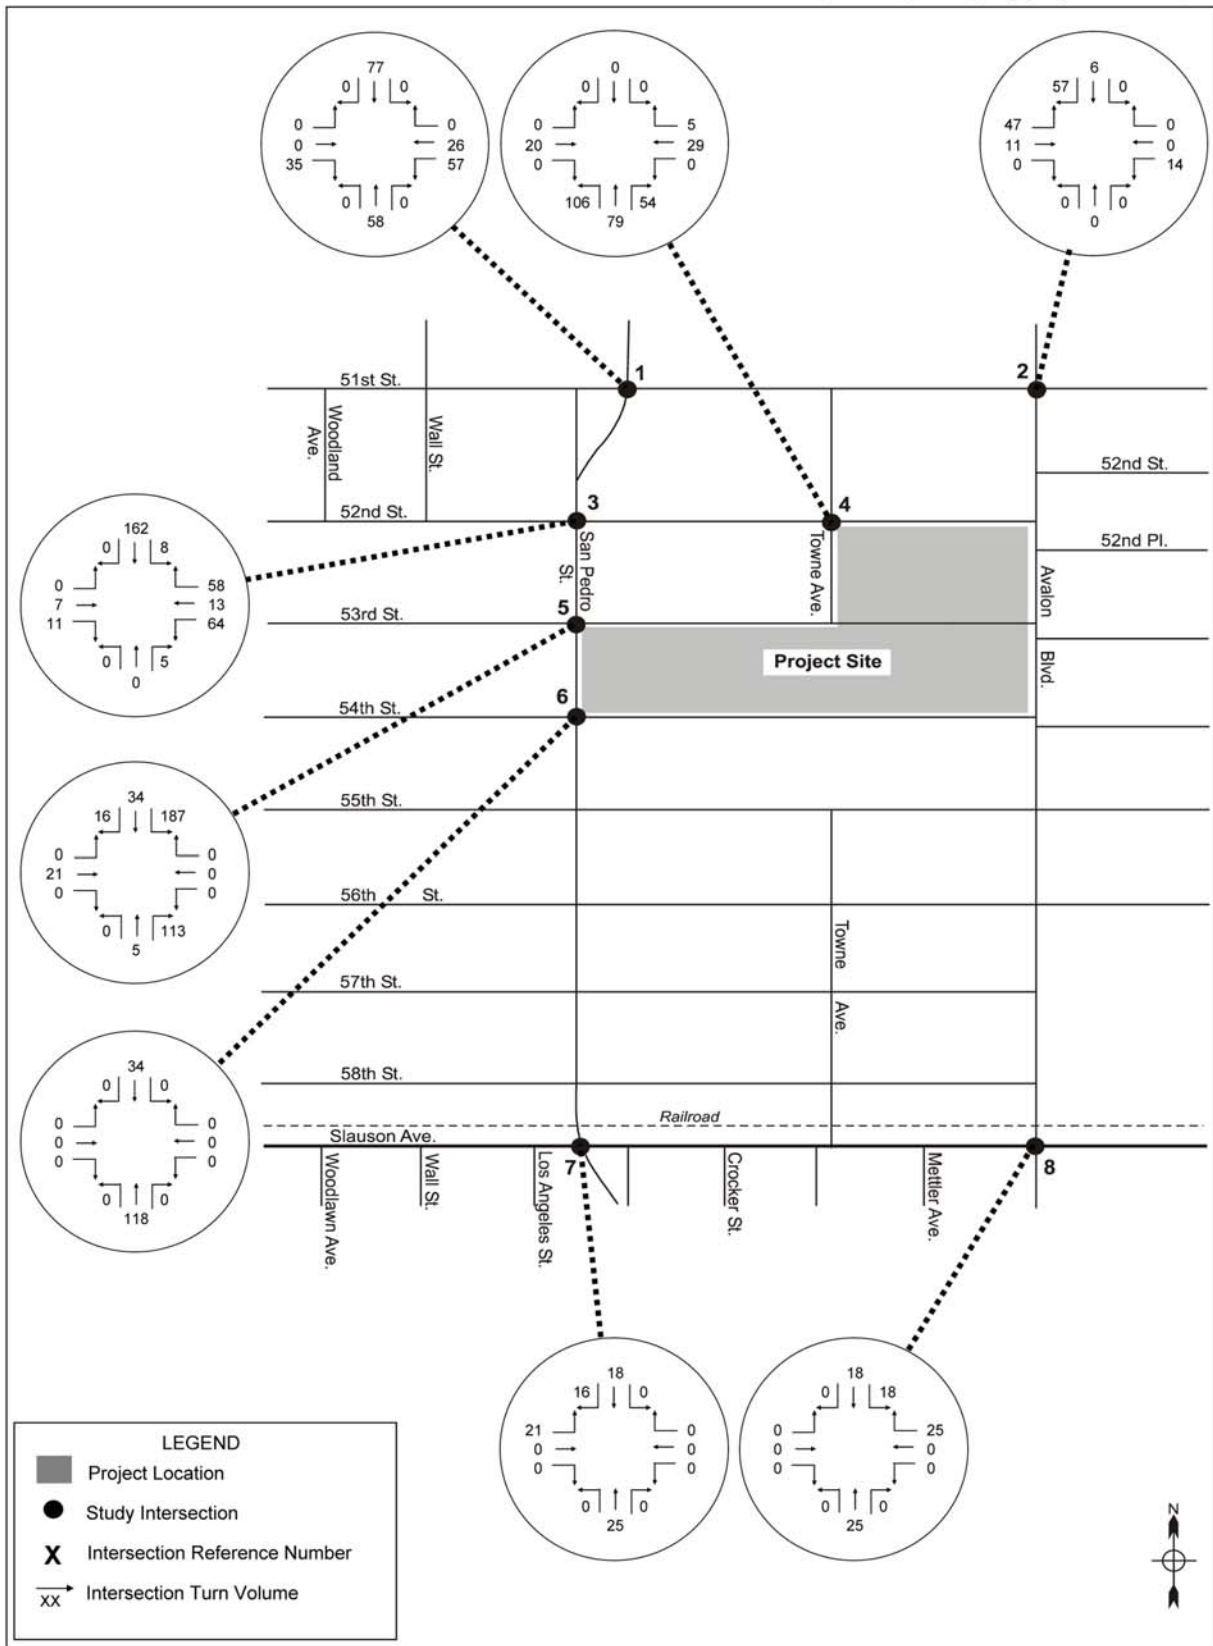 77
0 0
0 0
0 26
35 57
0 0
58
0
0 0
0 5
20 29
0 0
106 54
79
6
57 0
47 0
11 0
0 14
0 0
0
1
2
51st St.
Woodland
Ave.
Wall St.
52nd St.
3
4
52nd St.
San Pedro
St.
Towne Ave.
52nd Pl.
Avalon
Blvd.
162
0 8
0 58
7 13
11 64
0 5
0
5
53rd St.
Project Site
6
54th St.
34
16 187
0 0
21 0
0 0
0 113
5
55th St.
56th St.
Towne
Ave.
57th St.
34
0 0
0 0
0 0
0 0
0 0
118
58th St.
Railroad
Slauson Ave.
7
8
Woodlawn Ave.
Wall St.
Los Angeles St.
Crocker St.
Mettler Ave.
18
16 0
21 0
0 0
0 0
0 0
25
18
0 18
0 25
0 0
0 0
0 0
25
LEGEND
Project Location
Study Intersection
X Intersection Reference Number
XX Intersection Turn Volume
N